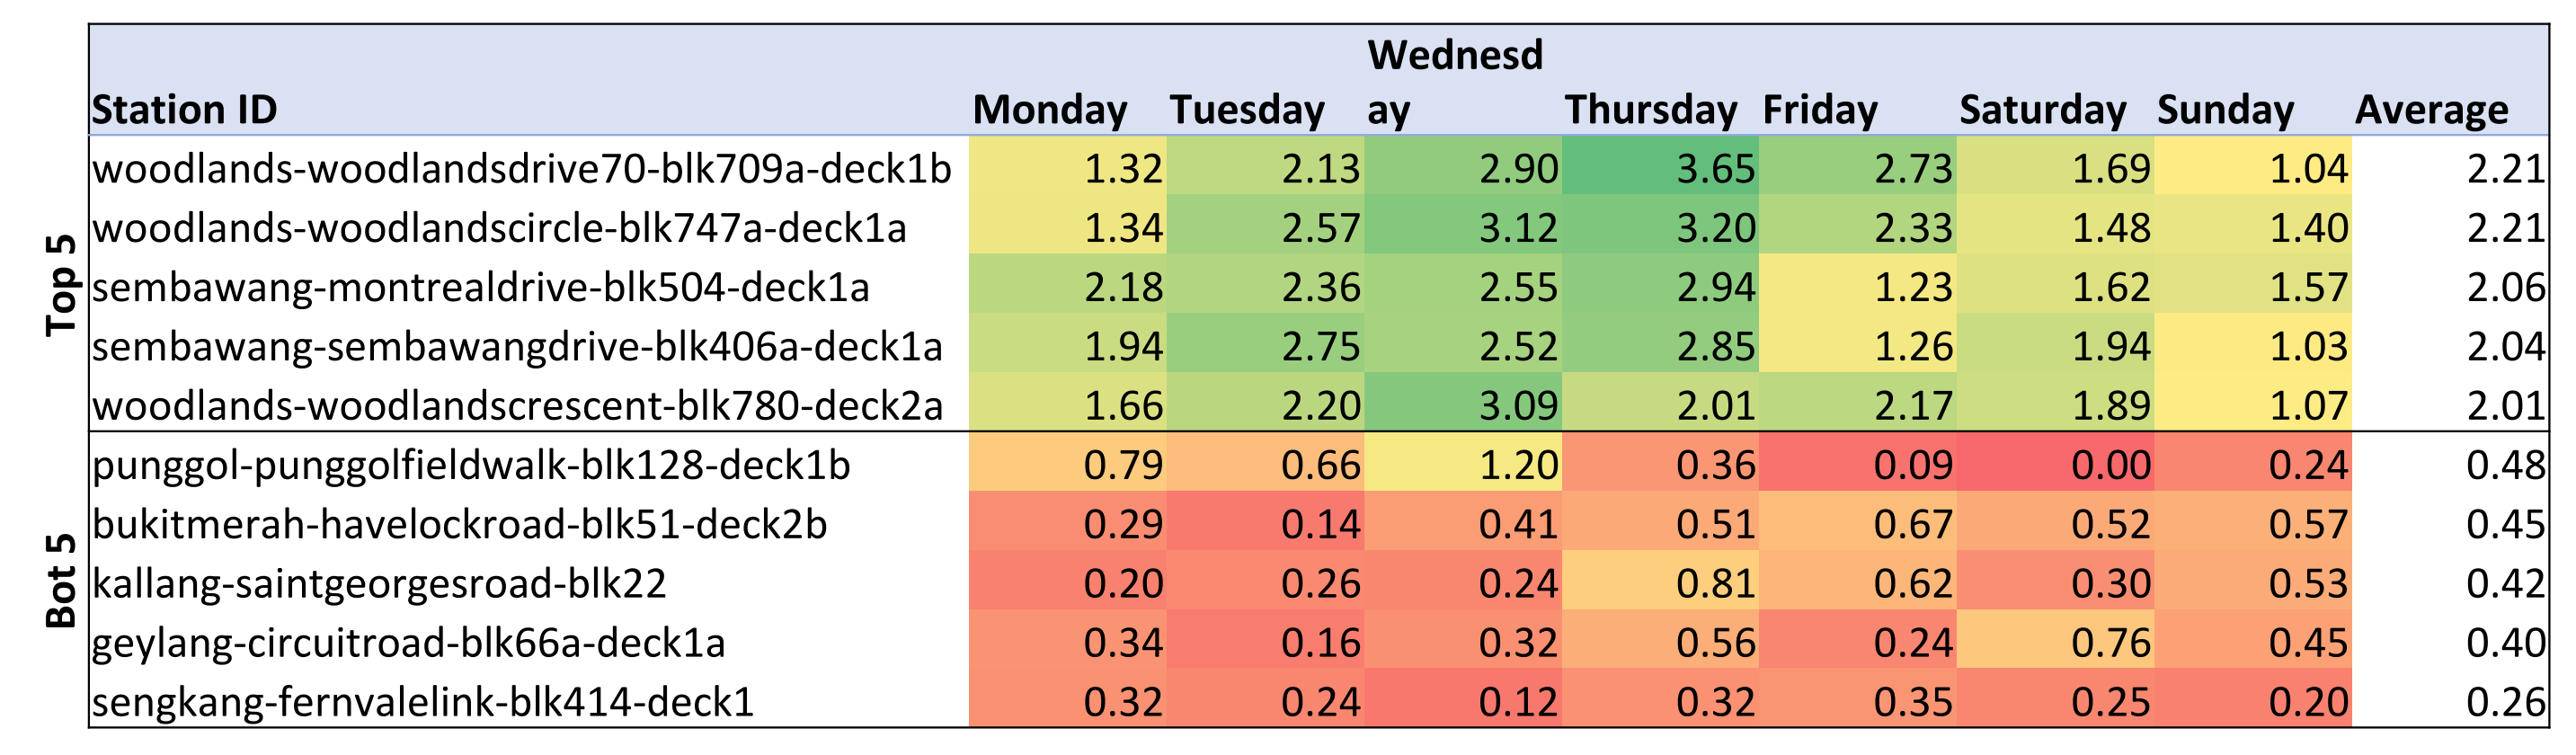 Wednesd
Station ID Monday Tuesday ay Thursday Friday Saturday Sunday Average
Top 5
woodlands-woodlandsdrive70-blk709a-deck1b 1.32 2.13 2.90 3.65 2.73 1.69 1.04 2.21
woodlands-woodlandscircle-blk747a-deck1a 1.34 2.57 3.12 3.20 2.33 1.48 1.40 2.21
sembawang-montrealdrive-blk504-deck1a 2.18 2.36 2.55 2.94 1.23 1.62 1.57 2.06
sembawang-sembawangdrive-blk406a-deck1a 1.94 2.75 2.52 2.85 1.26 1.94 1.03 2.04
woodlands-woodlandscrescent-blk780-deck2a 1.66 2.20 3.09 2.01 2.17 1.89 1.07 2.01
Bot 5
punggol-punggolfieldwalk-blk128-deck1b 0.79 0.66 1.20 0.36 0.09 0.00 0.24 0.48
bukitmerah-havelockroad-blk51-deck2b 0.29 0.14 0.41 0.51 0.67 0.52 0.57 0.45
kallang-saintgeorgesroad-blk22 0.20 0.26 0.24 0.81 0.62 0.30 0.53 0.42
geylang-circuitroad-blk66a-deck1a 0.34 0.16 0.32 0.56 0.24 0.76 0.45 0.40
sengkang-fernvalelink-blk414-deck1 0.32 0.24 0.12 0.32 0.35 0.25 0.20 0.26